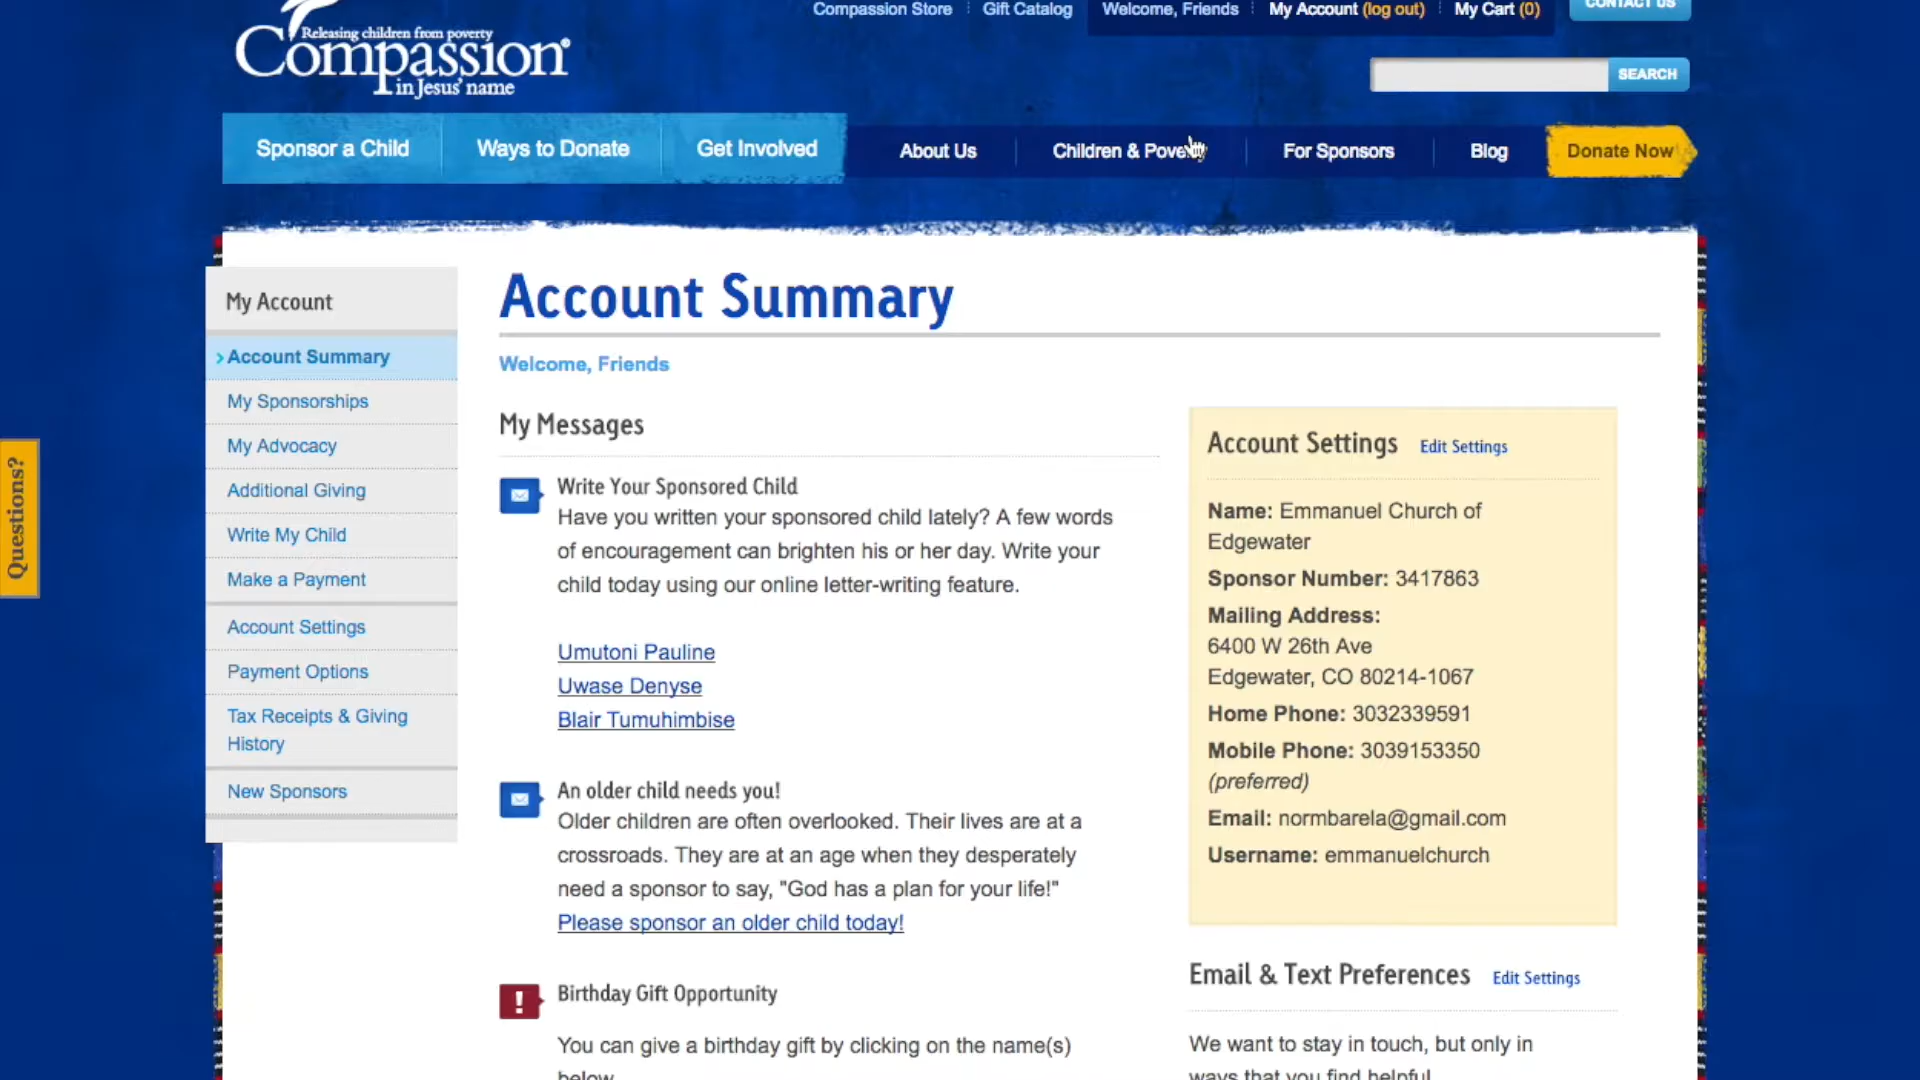 Compassion Store
Gift Catalog
Welcome, Friends
My Account (log out)
My Cart (0)
CONTACT US
Releasing children from poverty
Compassion®
in Jesus' name
SEARCH
Sponsor a Child
Ways to Donate
Get Involved
About Us
Children & Poverty
For Sponsors
Blog
Donate Now
My Account
Account Summary
My Sponsorships
My Advocacy
Additional Giving
Write My Child
Make a Payment
Account Settings
Payment Options
Tax Receipts & Giving
History
New Sponsors
Questions?
Account Summary
Welcome, Friends
My Messages
Write Your Sponsored Child
Have you written your sponsored child lately? A few words
of encouragement can brighten his or her day. Write your
child today using our online letter-writing feature.
Umutoni Pauline
Uwase Denyse
Blair Tumuhimbise
An older child needs you!
Older children are often overlooked. Their lives are at a
crossroads. They are at an age when they desperately
need a sponsor to say, "God has a plan for your life!"
Please sponsor an older child today!
Birthday Gift Opportunity
You can give a birthday gift by clicking on the name(s)
below.
Account Settings Edit Settings
Name: Emmanuel Church of
Edgewater
Sponsor Number: 3417863
Mailing Address:
6400 W 26th Ave
Edgewater, CO 80214-1067
Home Phone: 3032339591
Mobile Phone: 3039153350
(preferred)
Email: normbarela@gmail.com
Username: emmanuelchurch
Email & Text Preferences Edit Settings
We want to stay in touch, but only in
ways that you find helpful.